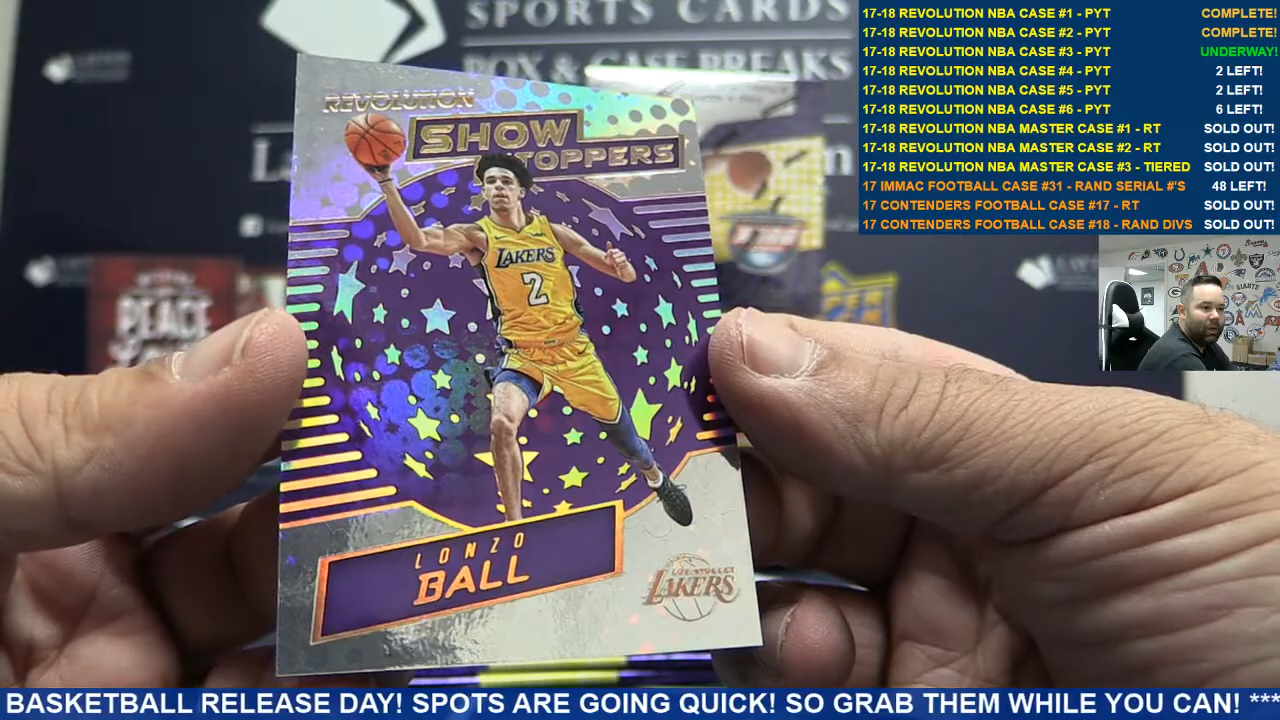 SPORTS CARDS
BOX & CASE BREAKS
REVOLUTION
SHOW
STOPPERS
LAKERS
2
LONZO
BALL
LOS ANGELES
LAKERS
PEACE
17-18 REVOLUTION NBA CASE #1 - PYT COMPLETE!
17-18 REVOLUTION NBA CASE #2 - PYT COMPLETE!
17-18 REVOLUTION NBA CASE #3 - PYT UNDERWAY!
17-18 REVOLUTION NBA CASE #4 - PYT 2 LEFT!
17-18 REVOLUTION NBA CASE #5 - PYT 2 LEFT!
17-18 REVOLUTION NBA CASE #6 - PYT 6 LEFT!
17-18 REVOLUTION NBA MASTER CASE #1 - RT SOLD OUT!
17-18 REVOLUTION NBA MASTER CASE #2 - RT SOLD OUT!
17-18 REVOLUTION NBA MASTER CASE #3 - TIERED SOLD OUT!
17 IMMAC FOOTBALL CASE #31 - RAND SERIAL #'S 48 LEFT!
17 CONTENDERS FOOTBALL CASE #17 - RT SOLD OUT!
17 CONTENDERS FOOTBALL CASE #18 - RAND DIVS SOLD OUT!
GIANTS
BASKETBALL RELEASE DAY! SPOTS ARE GOING QUICK! SO GRAB THEM WHILE YOU CAN! ***